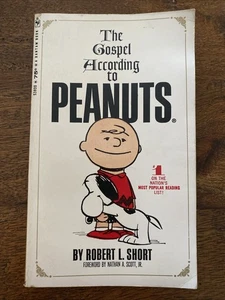 The
Gospel
According
to
PEANUTS®
#1
ON THE
NATION'S
MOST POPULAR READING
LIST!
BY ROBERT L. SHORT
FOREWORD BY NATHAN A. SCOTT, JR.